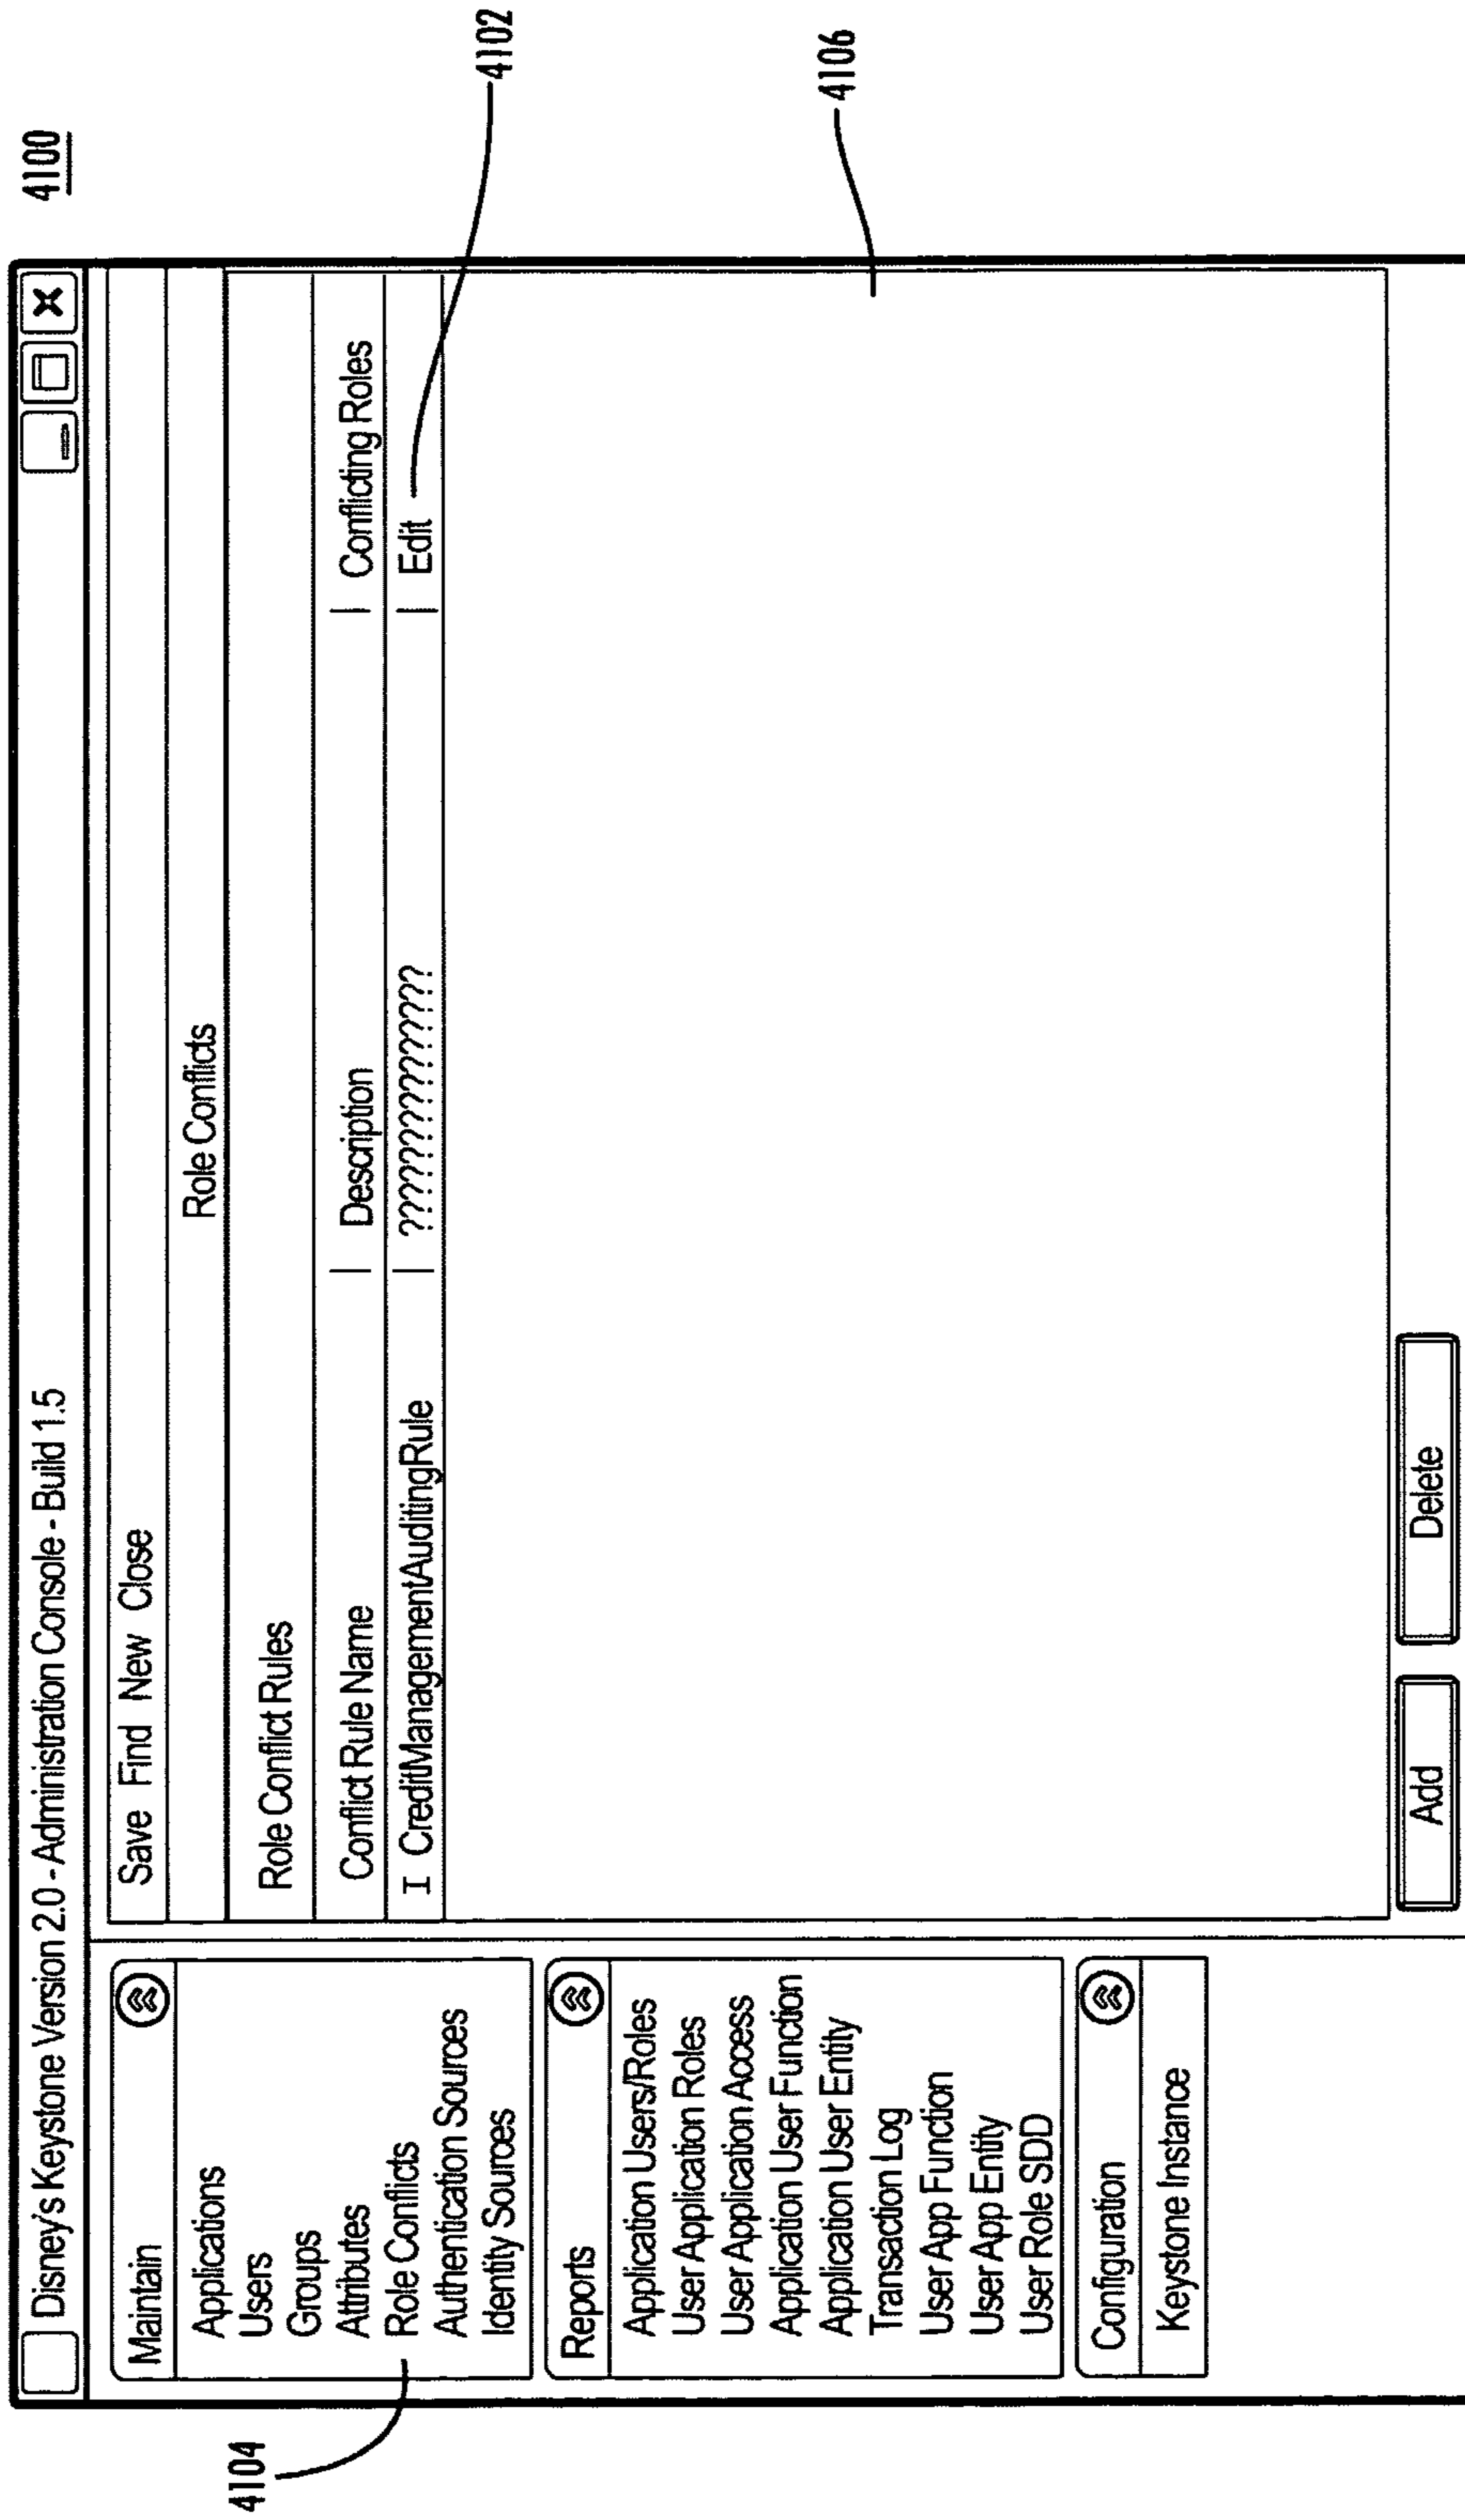 4100
Disney's Keystone Version 2.0 - Administration Console - Build 1.5
Maintain
Applications
Users
Groups
Attributes
Role Conflicts
Authentication Sources
Identity Sources
Reports
Application Users/Roles
User Application Roles
User Application Access
Application User Function
Application User Entity
Transaction Log
User App Function
User App Entity
User Role SDD
Configuration
Keystone Instance
Save Find New Close
Role Conflicts
Role Conflict Rules
Conflict Rule Name | Description | Conflicting Roles
I CreditManagementAuditingRule | ??????????????? | Edit
Add
Delete
4102
4104
4106